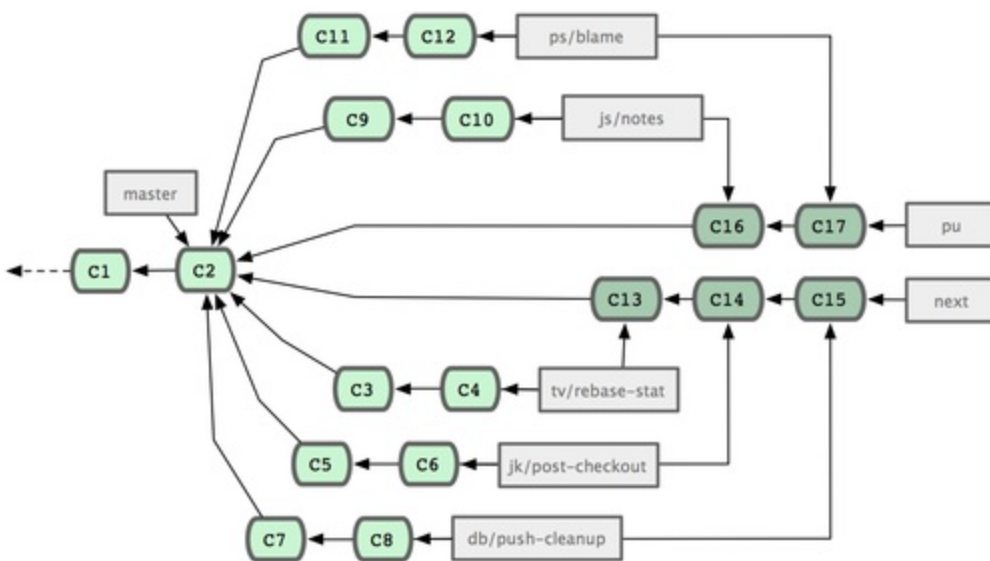 C11
C12
ps/blame
C9
C10
js/notes
master
C16
C17
pu
C1
C2
C13
C14
C15
next
C3
C4
tv/rebase-stat
C5
C6
jk/post-checkout
C7
C8
db/push-cleanup